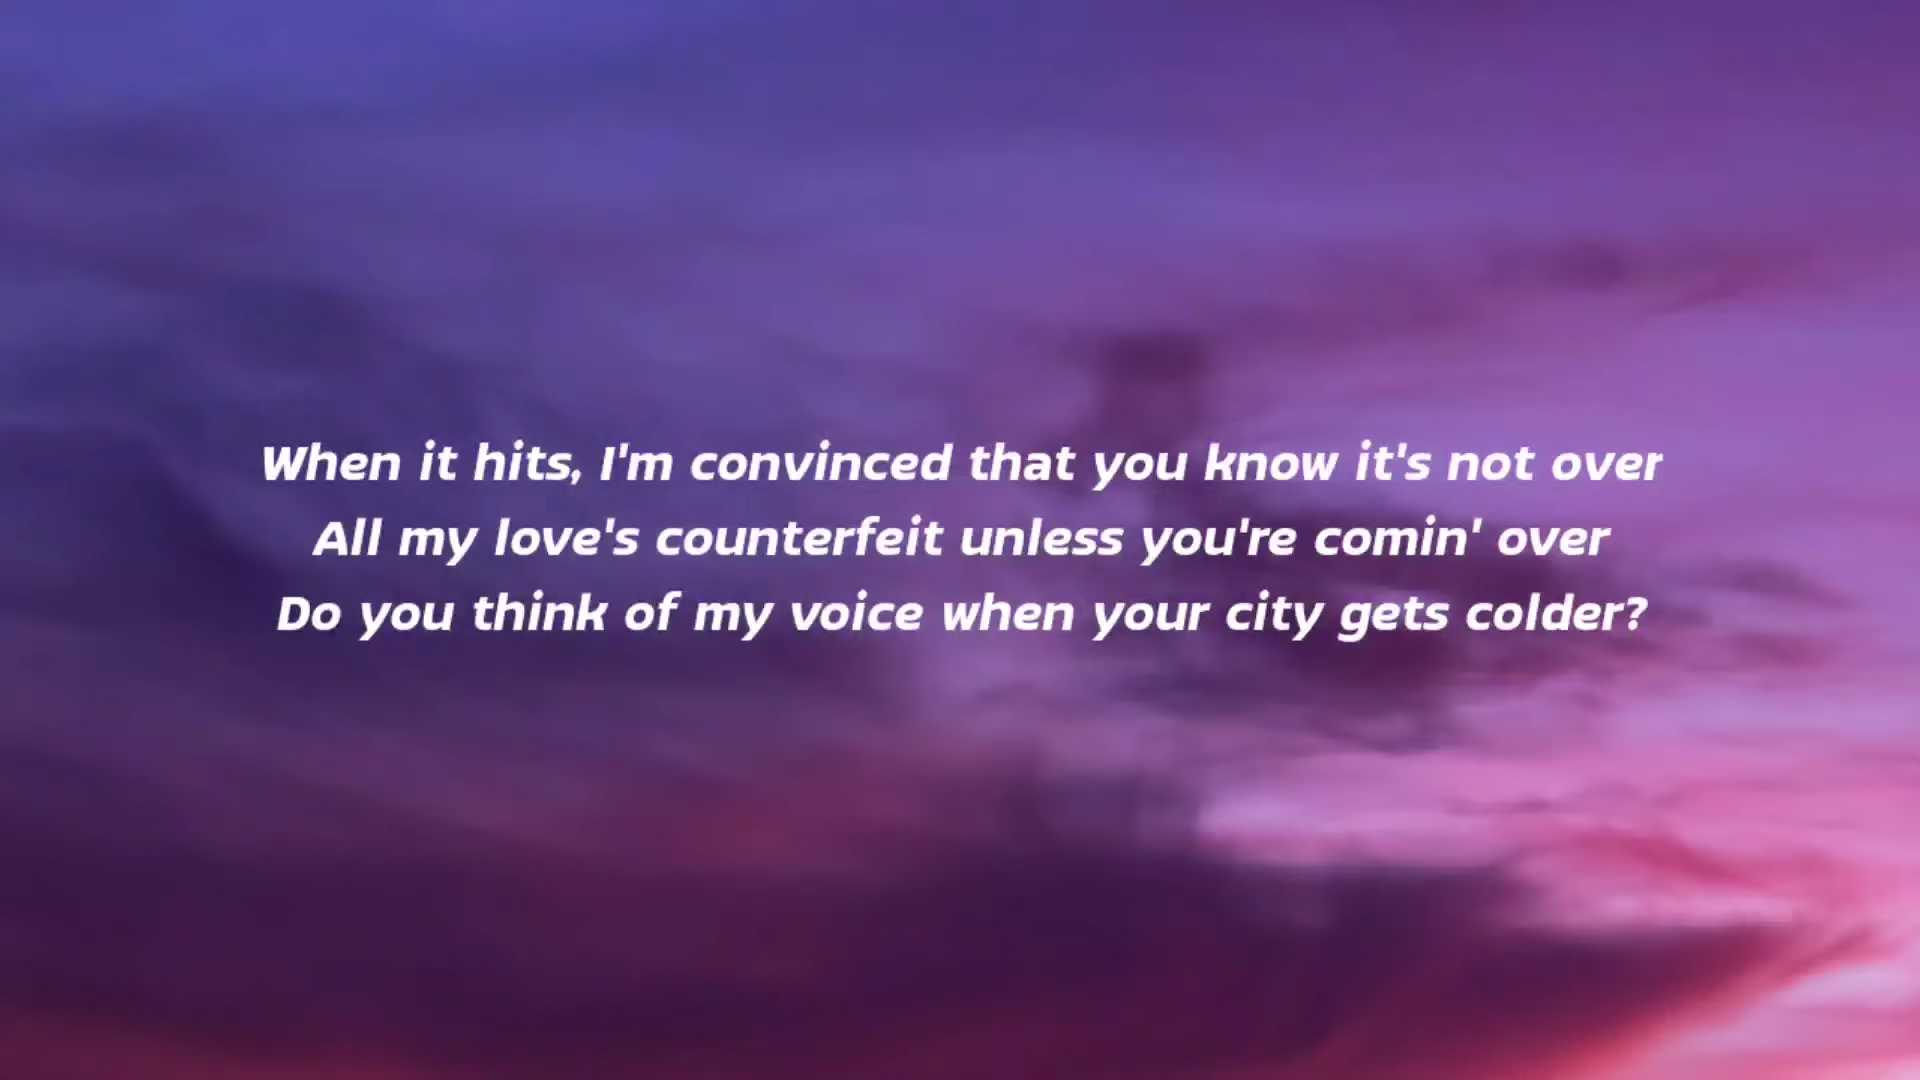 When it hits, I'm convinced that you know it's not over
All my love's counterfeit unless you're comin' over
Do you think of my voice when your city gets colder?